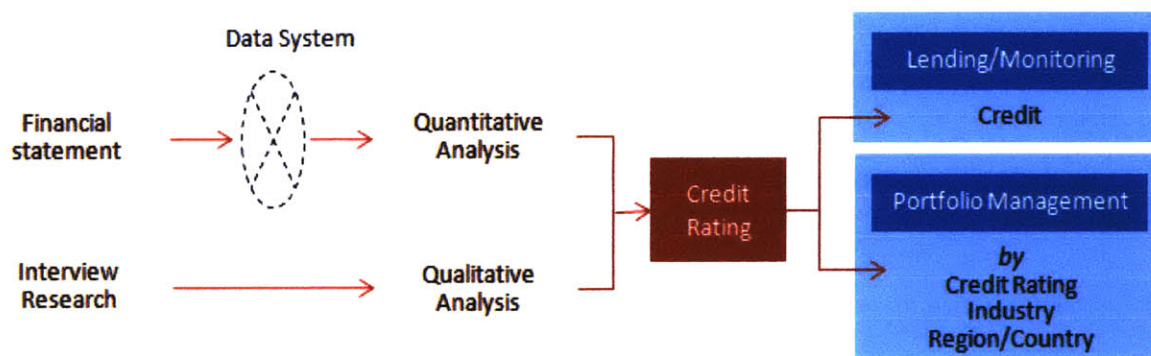 Data System
Financial
statement
Quantitative
Analysis
Interview
Research
Qualitative
Analysis
Credit
Rating
Lending/Monitoring
Credit
Portfolio Management
by
Credit Rating
Industry
Region/Country